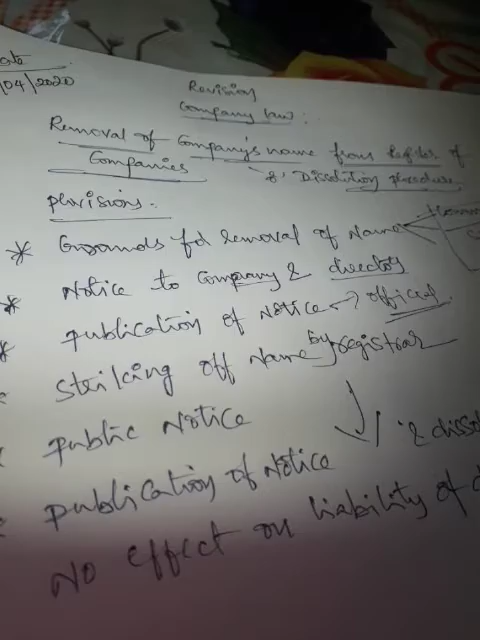 ate
/04/2020
Revision
Company law:
Removal of Company's name from Register of
Companies & Dissolution procedure
provisions.
* Grounds for removal of Name
* Notice to Company & directors
* publication of Notice → official
Striking off Name by registrar
public Notice
publication of Notice & dissol
No effect on liability of d